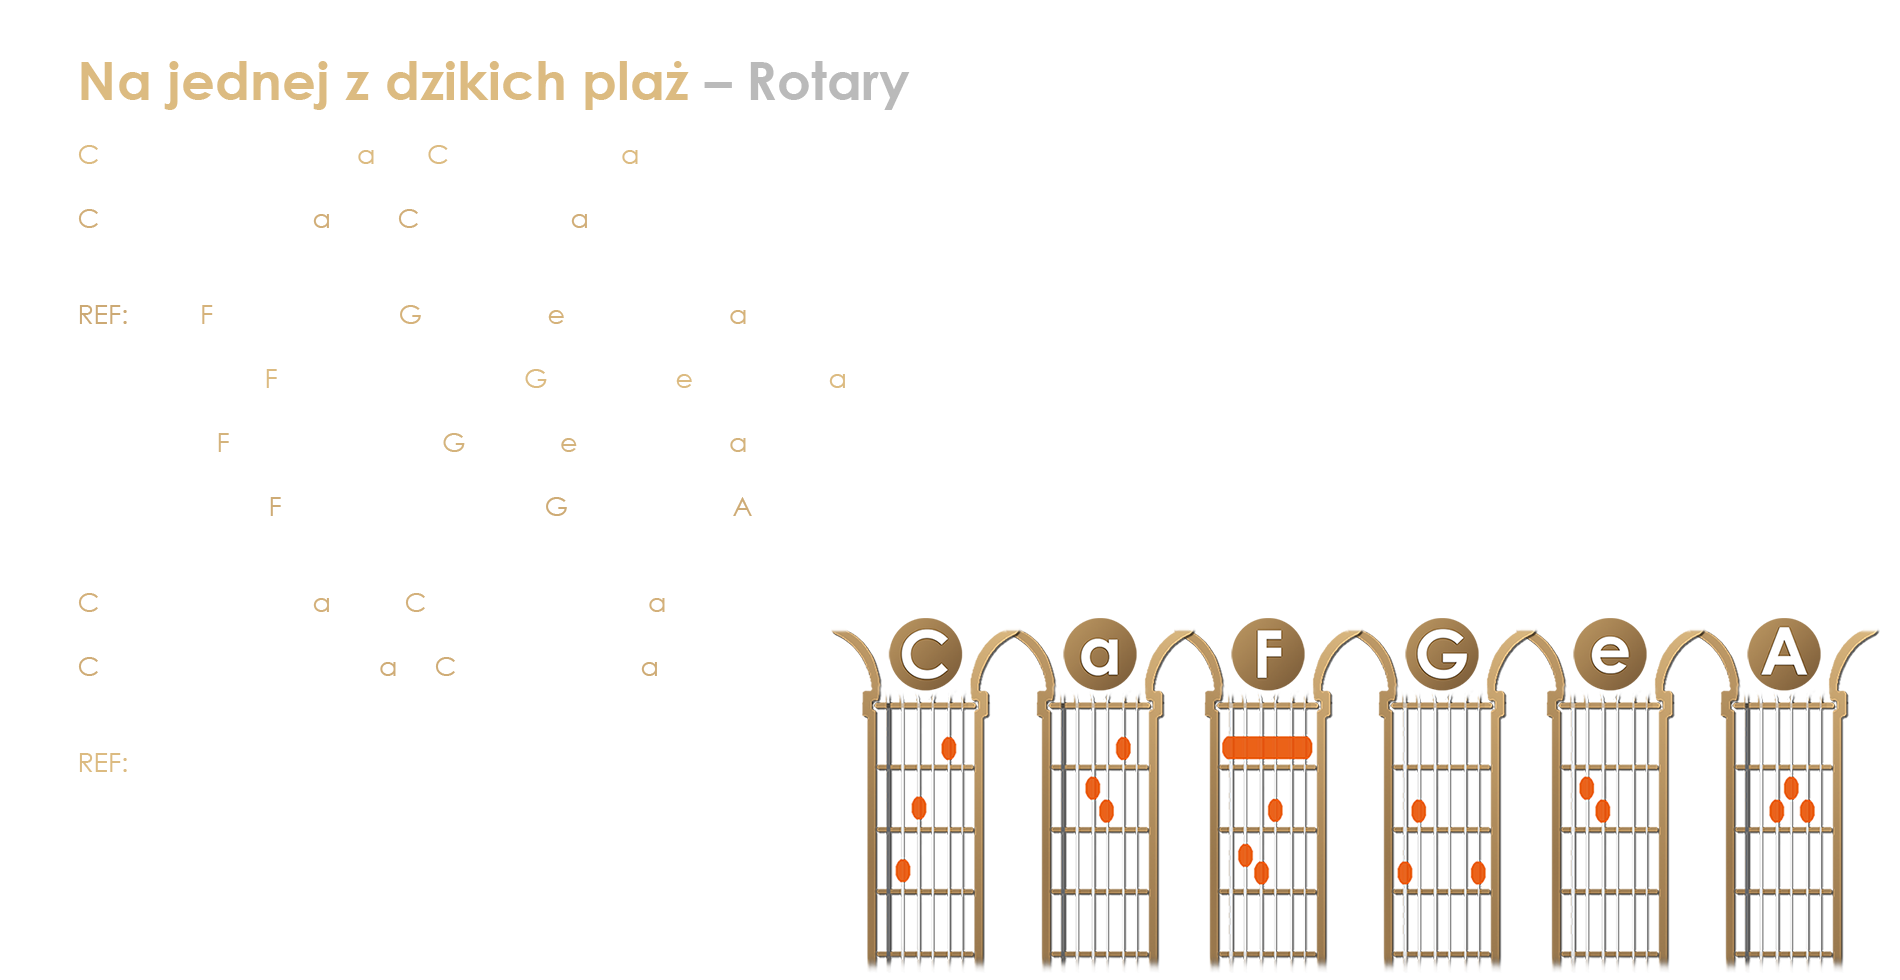 Na jednej z dzikich plaż – Rotary
C a C a
C a C a
REF: F G e a
F G e a
F G e a
F G A
C a C a
C a C a
REF:
C a F G e A